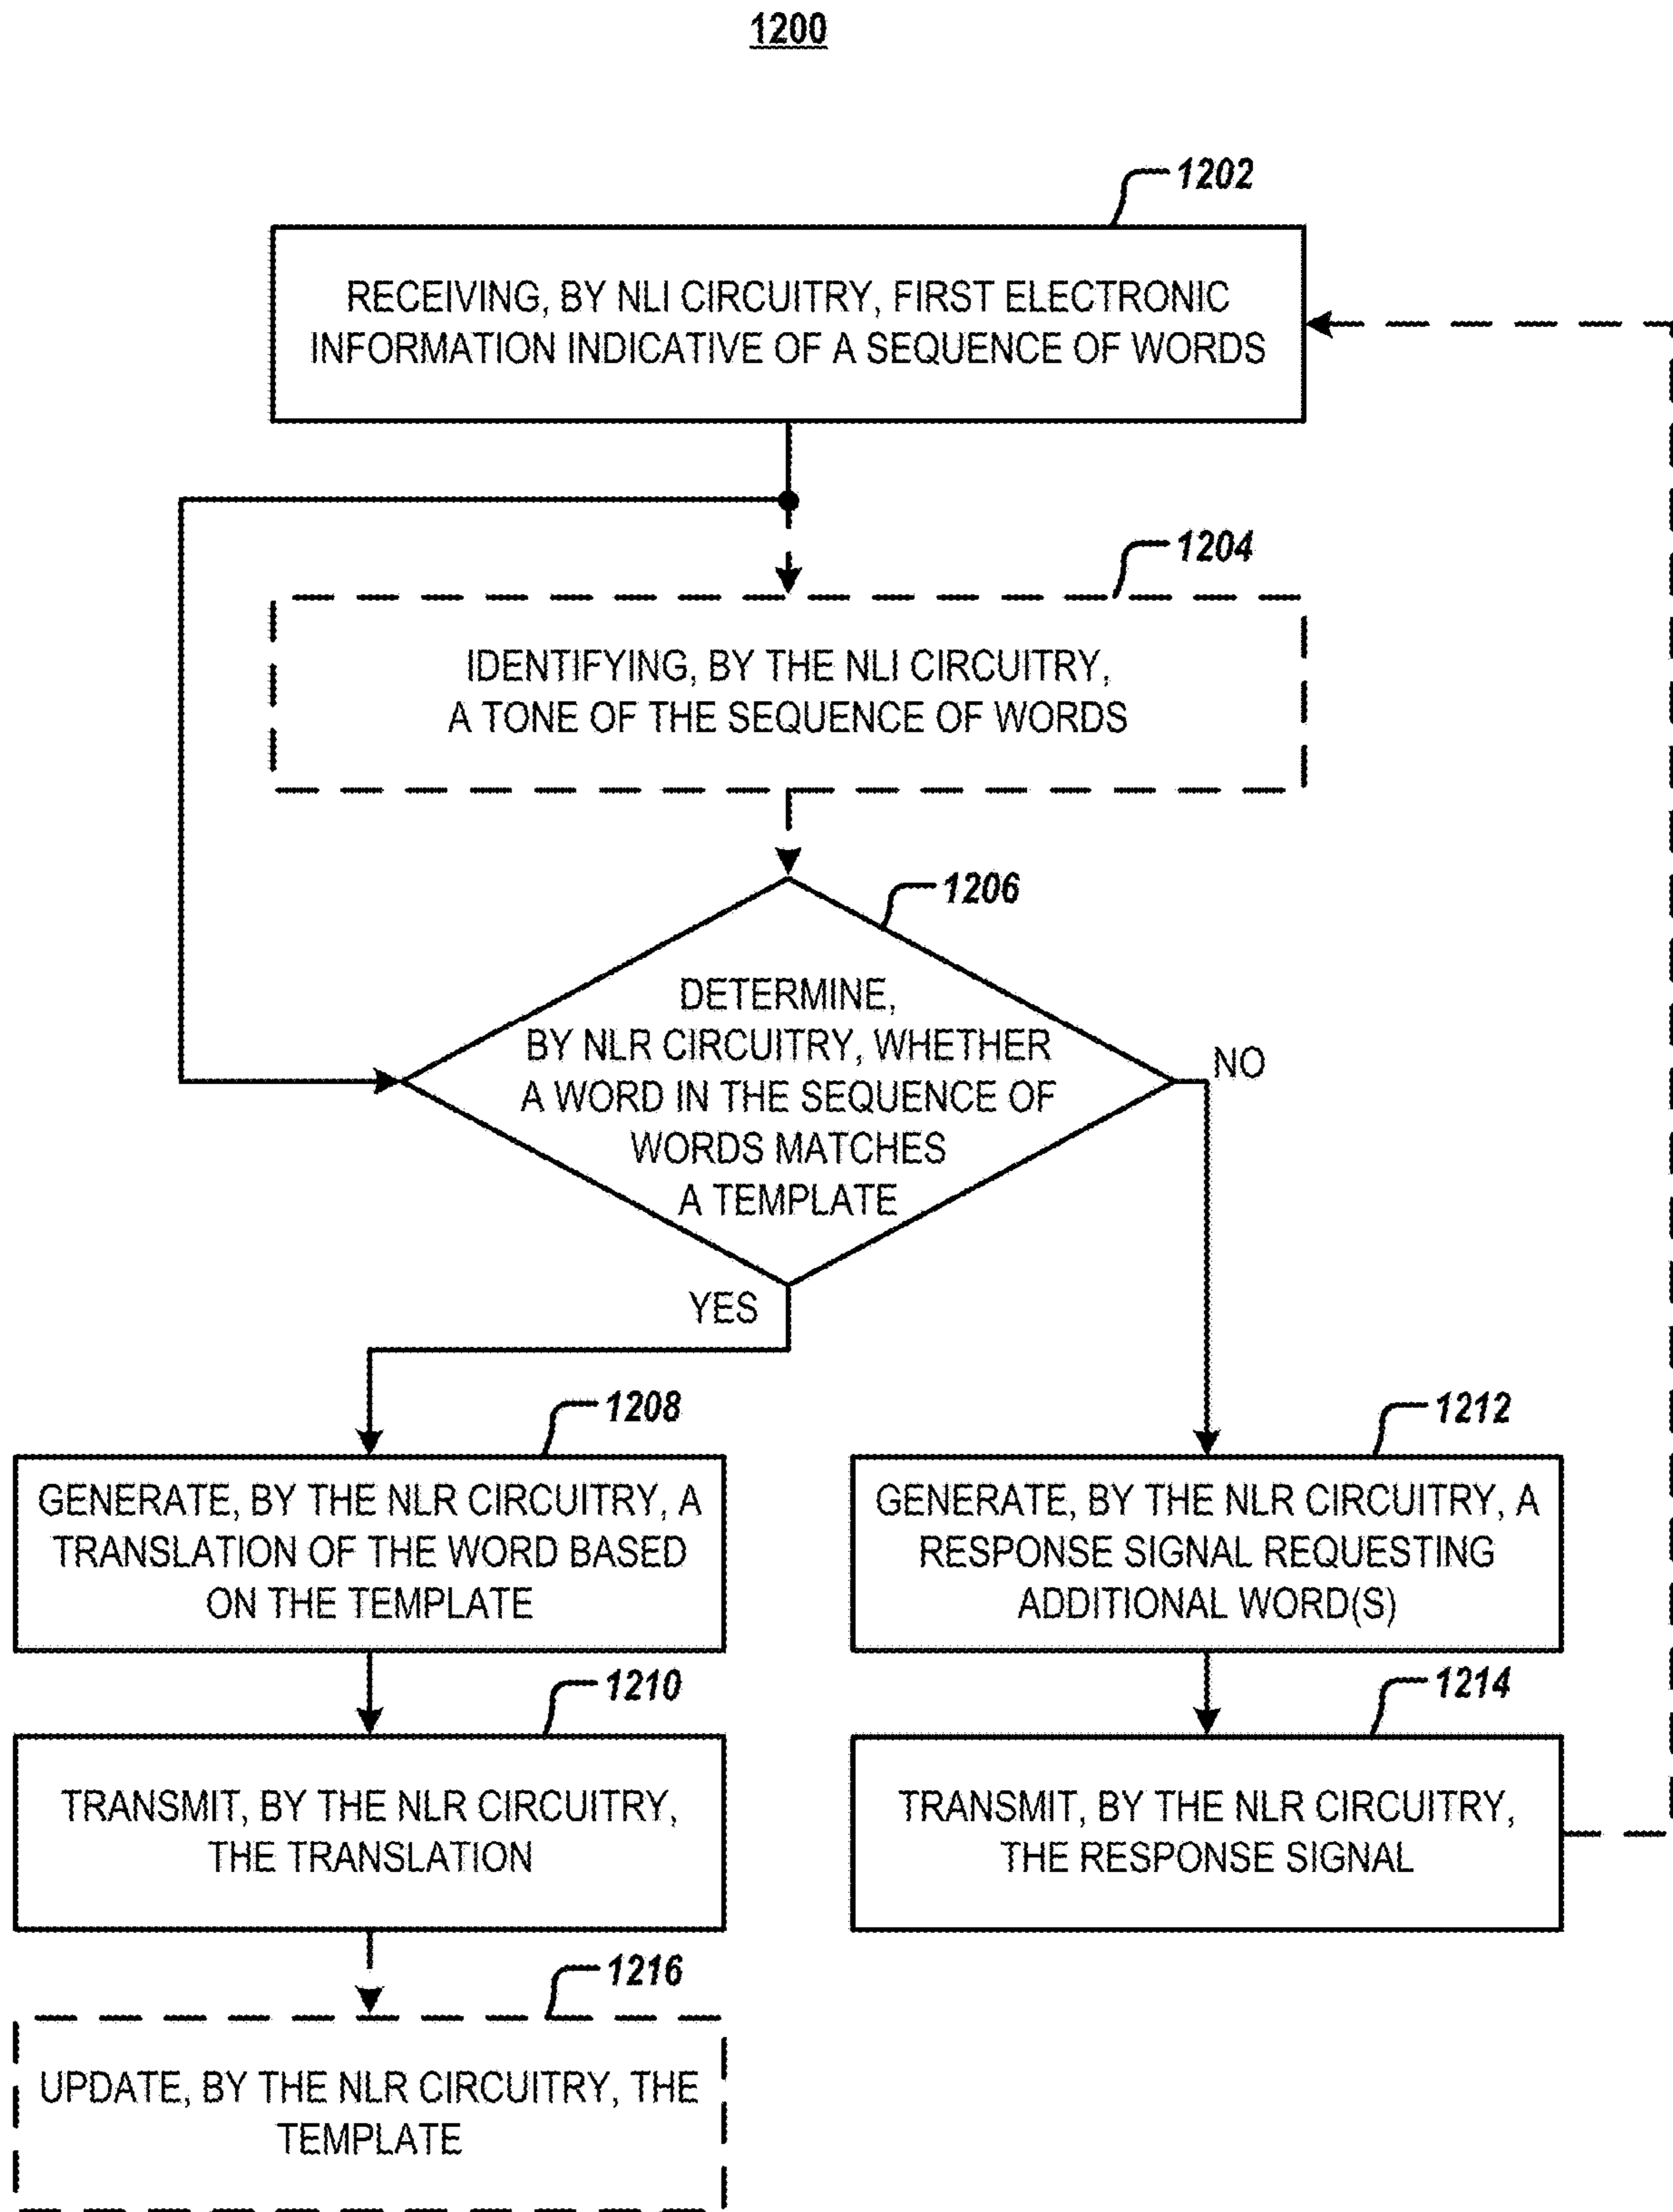 1200
1202
RECEIVING, BY NLI CIRCUITRY, FIRST ELECTRONIC
INFORMATION INDICATIVE OF A SEQUENCE OF WORDS
1204
IDENTIFYING, BY THE NLI CIRCUITRY,
A TONE OF THE SEQUENCE OF WORDS
1206
DETERMINE,
BY NLR CIRCUITRY, WHETHER
A WORD IN THE SEQUENCE OF
WORDS MATCHES
A TEMPLATE
NO
YES
1208
GENERATE, BY THE NLR CIRCUITRY, A
TRANSLATION OF THE WORD BASED
ON THE TEMPLATE
1212
GENERATE, BY THE NLR CIRCUITRY, A
RESPONSE SIGNAL REQUESTING
ADDITIONAL WORD(S)
1210
TRANSMIT, BY THE NLR CIRCUITRY,
THE TRANSLATION
1214
TRANSMIT, BY THE NLR CIRCUITRY,
THE RESPONSE SIGNAL
1216
UPDATE, BY THE NLR CIRCUITRY, THE
TEMPLATE